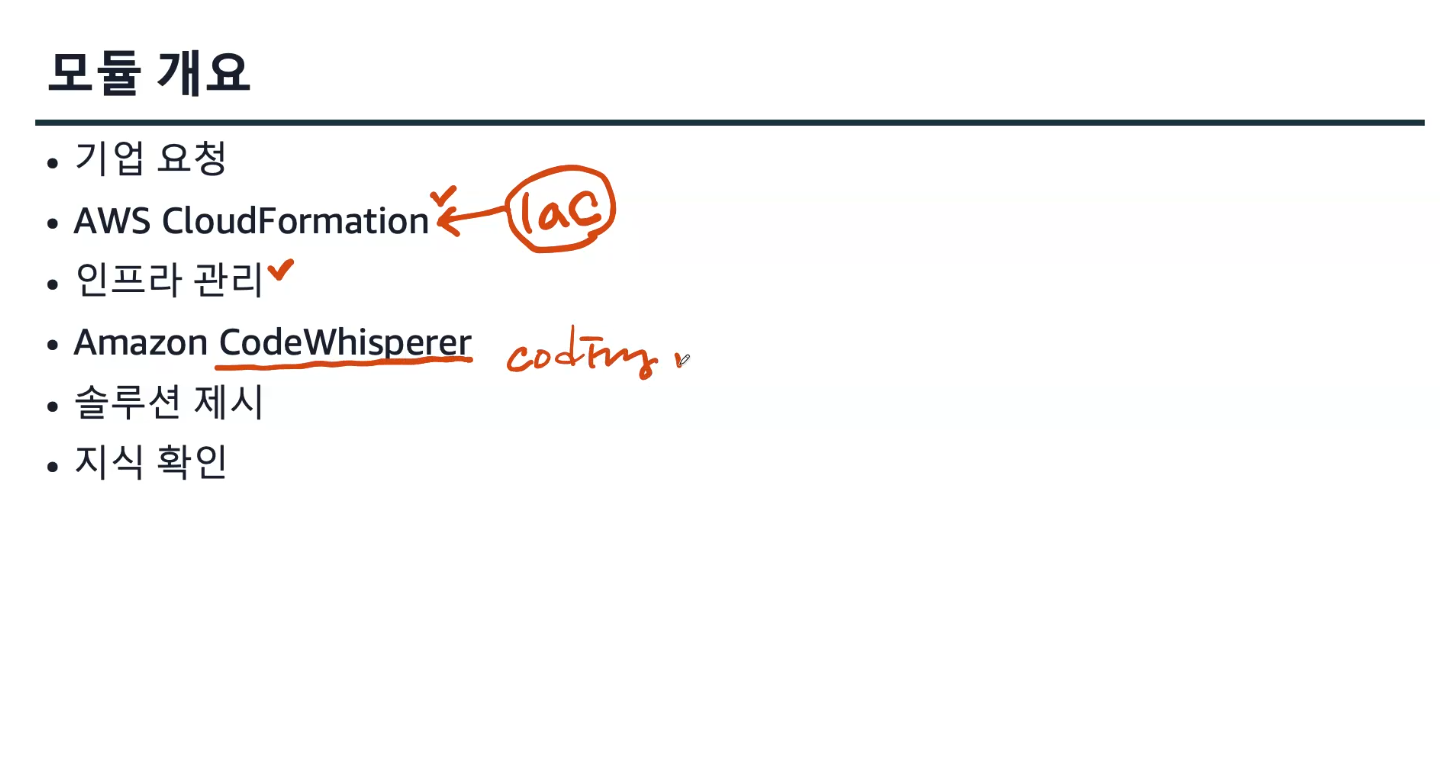 모듈 개요
• 기업 요청
• AWS CloudFormation IaC
• 인프라 관리
• Amazon CodeWhisperer coding
• 솔루션 제시
• 지식 확인